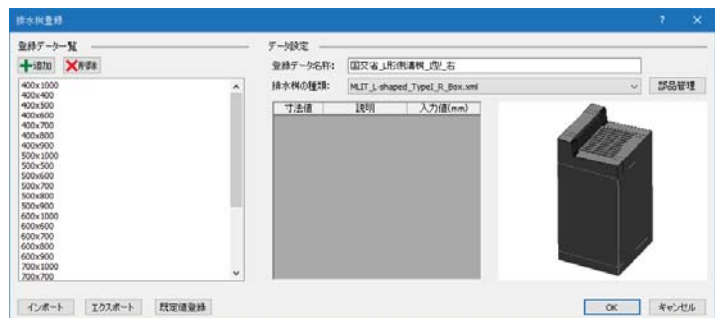 排水桝登録
? ×
登録データ一覧
追加 削除
400x1000
400x400
400x500
400x600
400x700
400x800
400x900
500x1000
500x500
500x600
500x700
500x800
500x900
600x1000
600x600
600x700
600x800
600x900
700x1000
700x700
データ設定
登録データ名称: 国交省_L形側溝桝_I型_右
排水桝の種類: MLIT_L-shaped_TypeI_R_Box.xml 部品管理
寸法値 説明 入力値(mm)
インポート エクスポート 既定値登録 OK キャンセル